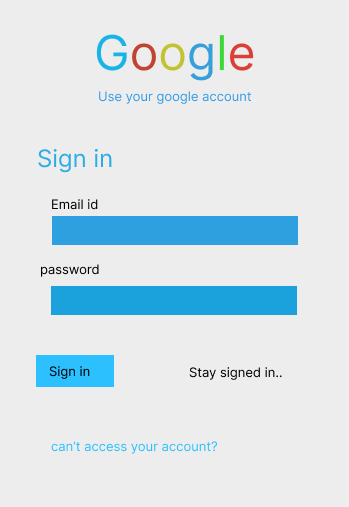 Google
Use your google account
Sign in
Email id
password
Sign in
Stay signed in..
can't access your account?